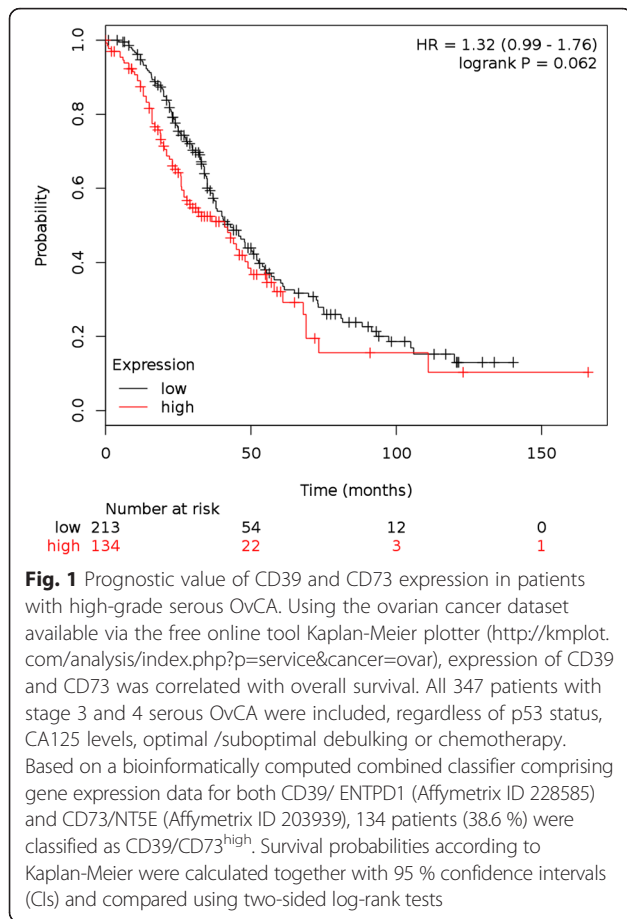 HR = 1.32 (0.99 - 1.76)
logrank P = 0.062
1.0
0.8
0.6
0.4
0.2
0.0
Probability
Expression
low
high
0 50 100 150
Time (months)
Number at risk
low 213 54 12 0
high 134 22 3 1
Fig. 1 Prognostic value of CD39 and CD73 expression in patients
with high-grade serous OvCA. Using the ovarian cancer dataset
available via the free online tool Kaplan-Meier plotter (http://kmplot.
com/analysis/index.php?p=service&cancer=ovar), expression of CD39
and CD73 was correlated with overall survival. All 347 patients with
stage 3 and 4 serous OvCA were included, regardless of p53 status,
CA125 levels, optimal /suboptimal debulking or chemotherapy.
Based on a bioinformatically computed combined classifier comprising
gene expression data for both CD39/ ENTPD1 (Affymetrix ID 228585)
and CD73/NT5E (Affymetrix ID 203939), 134 patients (38.6 %) were
classified as CD39/CD73high. Survival probabilities according to
Kaplan-Meier were calculated together with 95 % confidence intervals
(CIs) and compared using two-sided log-rank tests